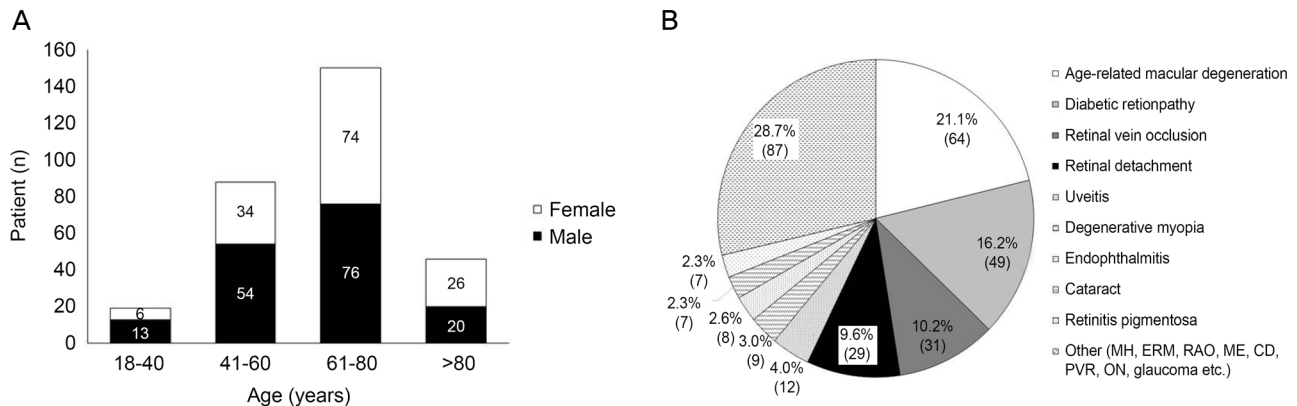 A
160
140
120
100
80
60
40
20
0
Patient (n)
6
13
34
54
74
76
26
20
18-40 41-60 61-80 >80
Age (years)
Female
Male
B
21.1%
(64)
16.2%
(49)
10.2%
(31)
9.6%
(29)
4.0%
(12)
3.0%
(9)
2.6%
(8)
2.3%
(7)
2.3%
(7)
28.7%
(87)
Age-related macular degeneration
Diabetic retionpathy
Retinal vein occlusion
Retinal detachment
Uveitis
Degenerative myopia
Endophthalmitis
Cataract
Retinitis pigmentosa
Other (MH, ERM, RAO, ME, CD,
PVR, ON, glaucoma etc.)